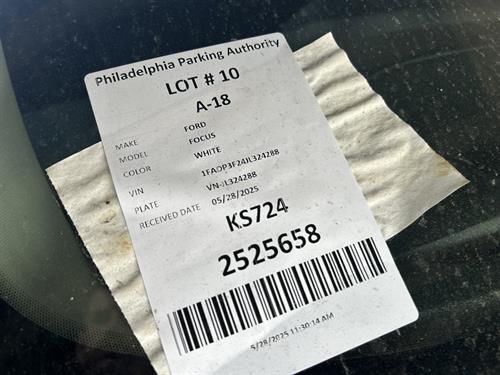 Philadelphia Parking Authority
LOT # 10
A-18
MAKE FORD
MODEL FOCUS
COLOR WHITE
VIN 1FADP3F24JL324288
PLATE VN-JL324288
RECEIVED DATE 05/28/2025
KS724
2525658
5/28/2025 11:30:14 AM